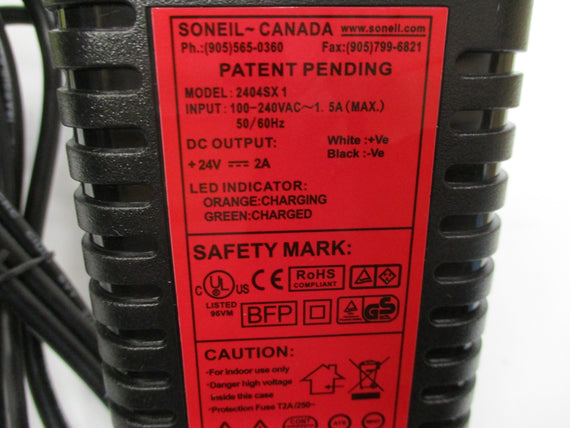 SONEIL~CANADA www.soneil.com
Ph.:(905)565-0360 Fax:(905)799-6821
PATENT PENDING
MODEL: 2404SX1
INPUT: 100-240VAC~1.5A(MAX.)
50/60Hz
DC OUTPUT: White :+Ve
+24V ⎓ 2A Black :-Ve
LED INDICATOR:
ORANGE:CHARGING
GREEN:CHARGED
SAFETY MARK:
C UL US CE RoHS
COMPLIANT
LISTED
95VM
BFP GS
CAUTION:
•For indoor use only
•Danger high voltage
inside this case
•Protection Fuse T2A/250~